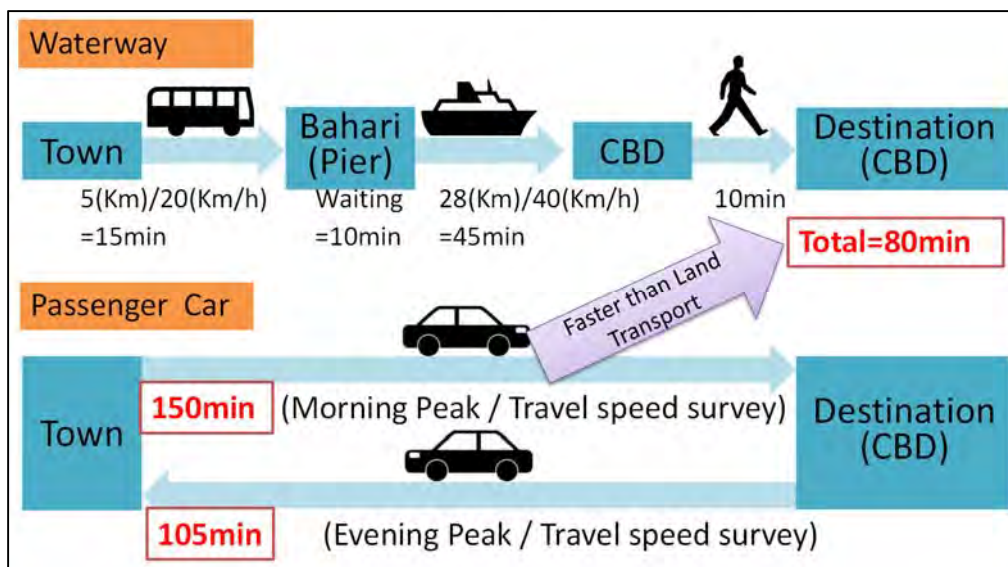 Waterway
Town
Bahari
(Pier)
CBD
Destination
(CBD)
5(Km)/20(Km/h)
=15min
Waiting
=10min
28(Km)/40(Km/h)
=45min
10min
Total=80min
Faster than Land
Transport
Passenger Car
Town
150min
(Morning Peak / Travel speed survey)
Destination
(CBD)
105min
(Evening Peak / Travel speed survey)